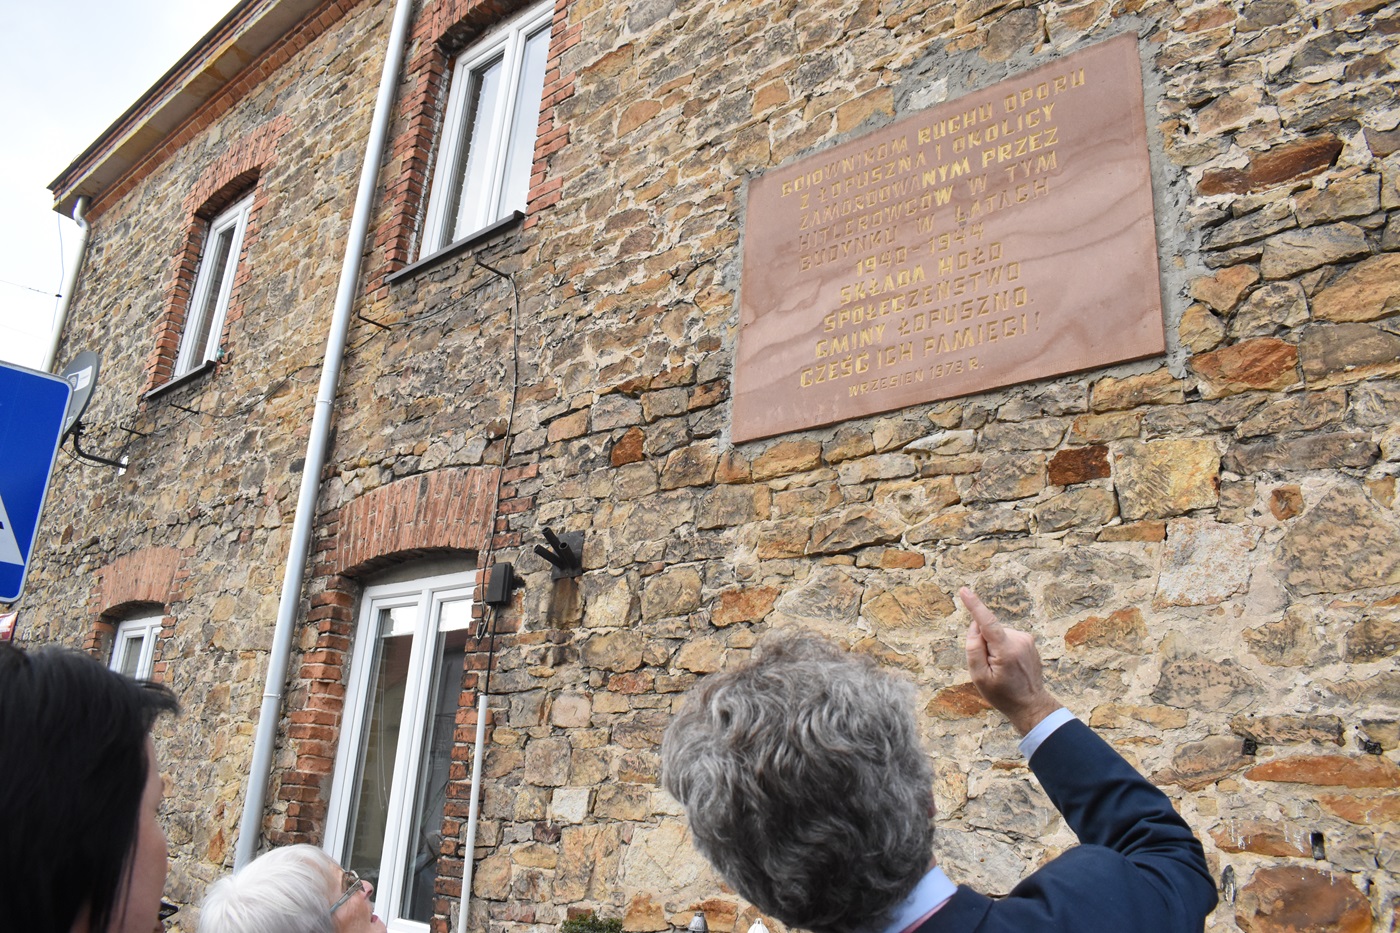 BOJOWNIKOM RUCHU OPORU
Z ŁOPUSZNA I OKOLICY
ZAMORDOWANYM PRZEZ
HITLEROWCÓW W TYM
BUDYNKU W LATACH
1940-1944
SKŁADA HOŁD
SPOŁECZEŃSTWO
GMINY ŁOPUSZNO.
CZEŚĆ ICH PAMIĘCI!
WRZESIEŃ 1973 R.